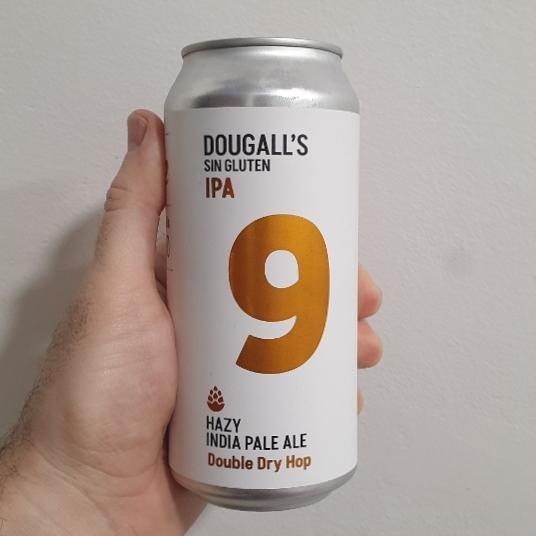 DOUGALL'S
SIN GLUTEN
IPA
9
HAZY
INDIA PALE ALE
Double Dry Hop